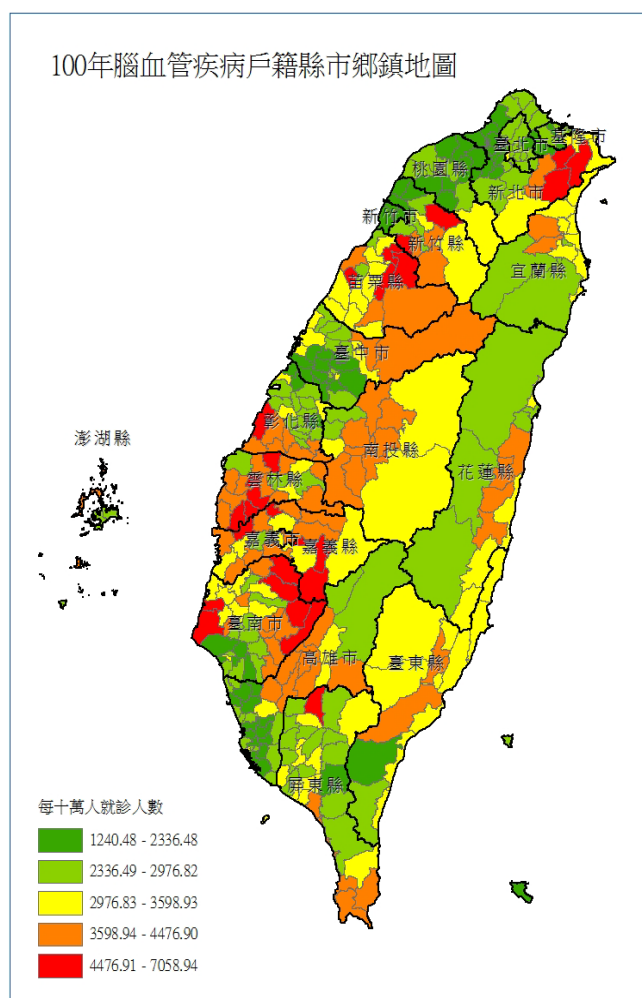 100年腦血管疾病戶籍縣市鄉鎮地圖
基隆市
臺北市
桃園縣
新北市
新竹市
新竹縣
宜蘭縣
苗栗縣
臺中市
彰化縣
澎湖縣
南投縣
花蓮縣
雲林縣
嘉義市
嘉義縣
臺南市
高雄市
臺東縣
屏東縣
每十萬人就診人數
1240.48 - 2336.48
2336.49 - 2976.82
2976.83 - 3598.93
3598.94 - 4476.90
4476.91 - 7058.94